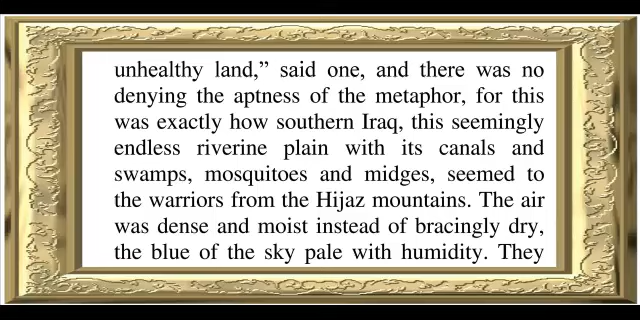 unhealthy land,” said one, and there was no
denying the aptness of the metaphor, for this
was exactly how southern Iraq, this seemingly
endless riverine plain with its canals and
swamps, mosquitoes and midges, seemed to
the warriors from the Hijaz mountains. The air
was dense and moist instead of bracingly dry,
the blue of the sky pale with humidity. They